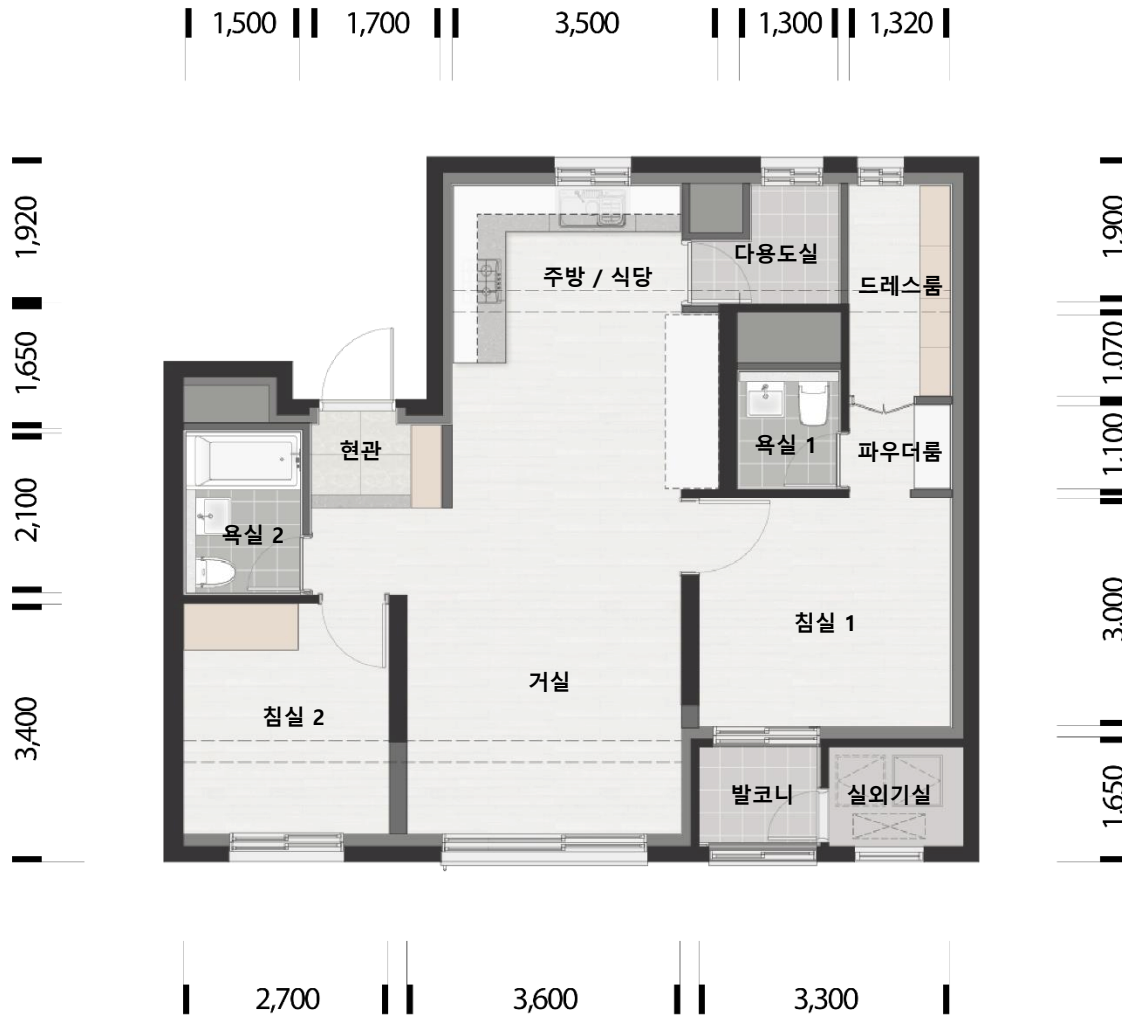 1,500 1,700 3,500 1,300 1,320
1,920
1,650
2,100
3,400
주방 / 식당
다용도실
드레스룸
현관
욕실 1
파우더룸
욕실 2
침실 1
거실
침실 2
발코니
실외기실
1,900
1,070
1,100
3,000
1,650
2,700 3,600 3,300